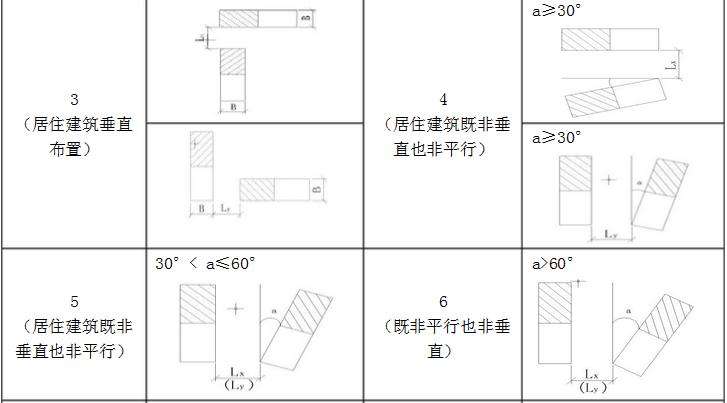 3
（居住建筑垂直
布置）
L
B
B
B
Ly
B
4
（居住建筑既非垂
直也非平行）
a≥30°
Lx
a≥30°
a
Ly
5
（居住建筑既非
垂直也非平行）
30° < a≤60°
a
Lx
(Ly)
6
（既非平行也非垂
直）
a>60°
a
Lx
(Ly)